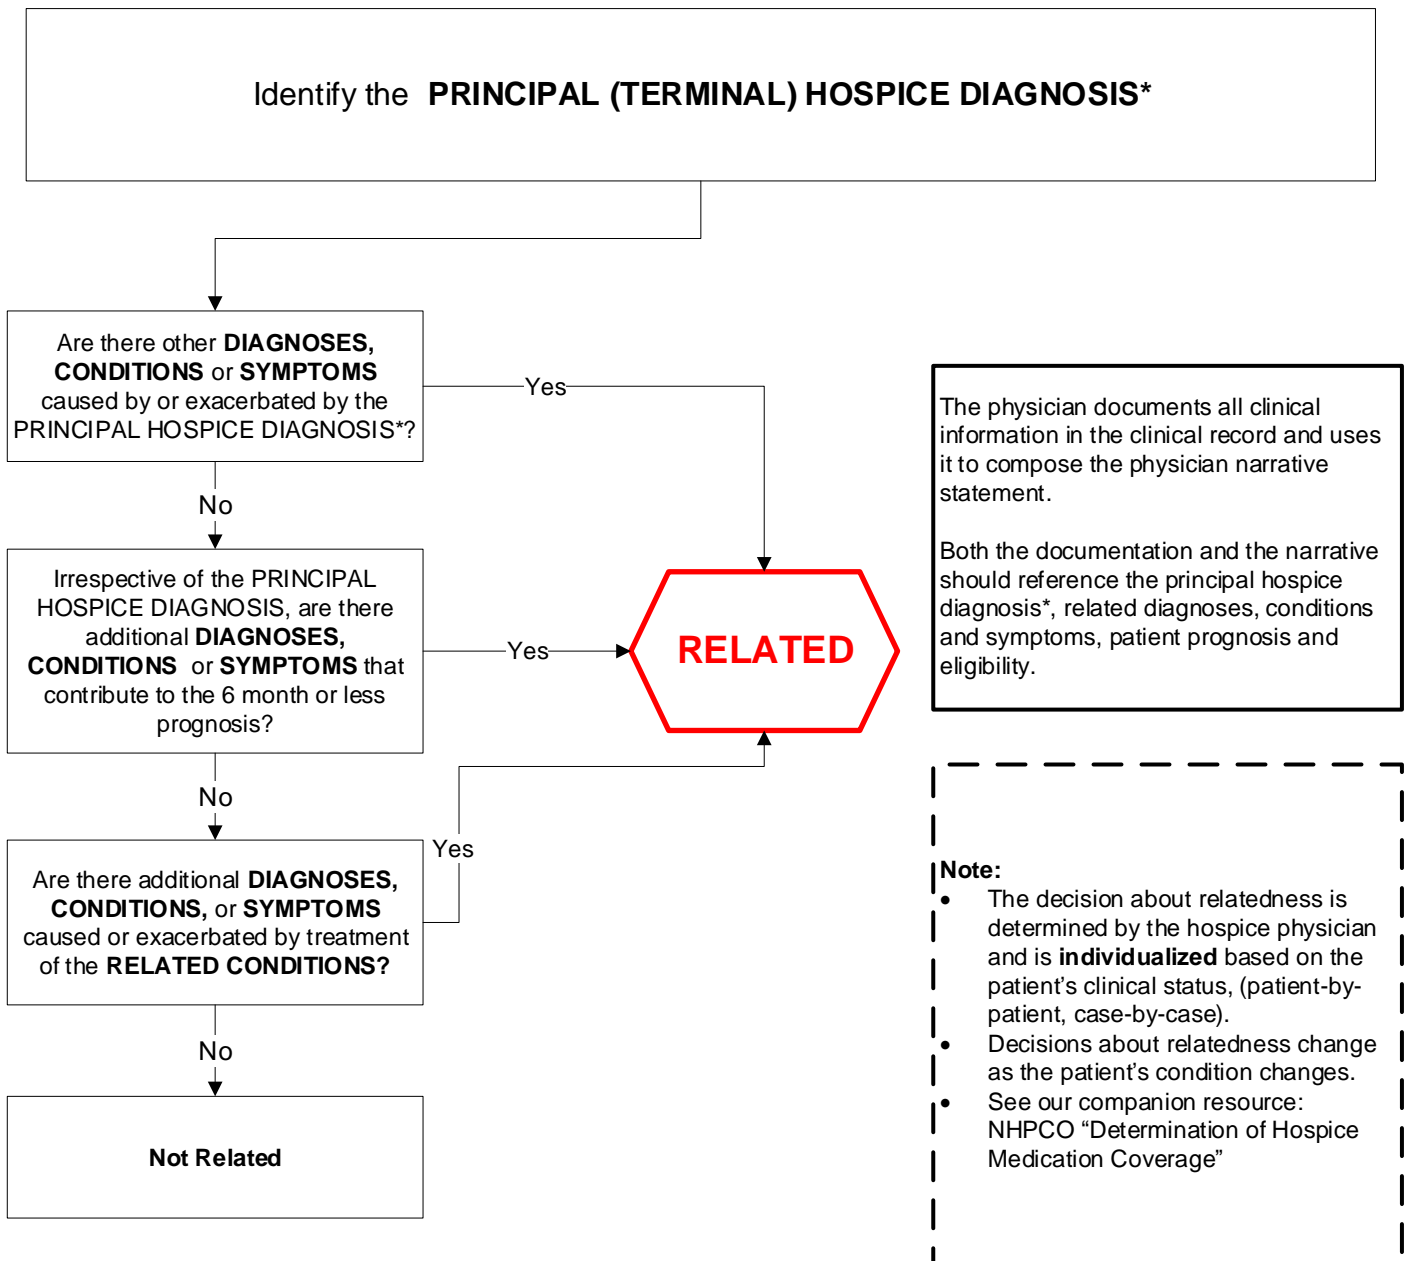 Identify the PRINCIPAL (TERMINAL) HOSPICE DIAGNOSIS*
Are there other DIAGNOSES,
CONDITIONS or SYMPTOMS
caused by or exacerbated by the
PRINCIPAL HOSPICE DIAGNOSIS*?
Yes
No
Irrespective of the PRINCIPAL
HOSPICE DIAGNOSIS, are there
additional DIAGNOSES,
CONDITIONS or SYMPTOMS that
contribute to the 6 month or less
prognosis?
Yes
No
Are there additional DIAGNOSES,
CONDITIONS, or SYMPTOMS
caused or exacerbated by treatment
of the RELATED CONDITIONS?
Yes
No
Not Related
RELATED
The physician documents all clinical
information in the clinical record and uses
it to compose the physician narrative
statement.
Both the documentation and the narrative
should reference the principal hospice
diagnosis*, related diagnoses, conditions
and symptoms, patient prognosis and
eligibility.
Note:
• The decision about relatedness is
determined by the hospice physician
and is individualized based on the
patient’s clinical status, (patient-by-
patient, case-by-case).
• Decisions about relatedness change
as the patient’s condition changes.
• See our companion resource:
NHPCO “Determination of Hospice
Medication Coverage”